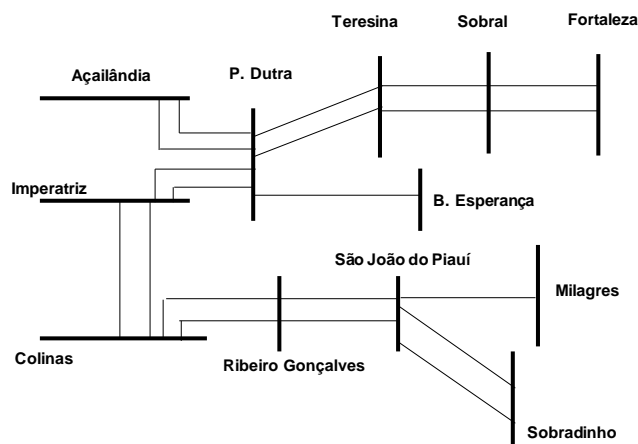 Teresina
Sobral
Fortaleza
Açailândia
P. Dutra
Imperatriz
B. Esperança
São João do Piauí
Milagres
Colinas
Ribeiro Gonçalves
Sobradinho